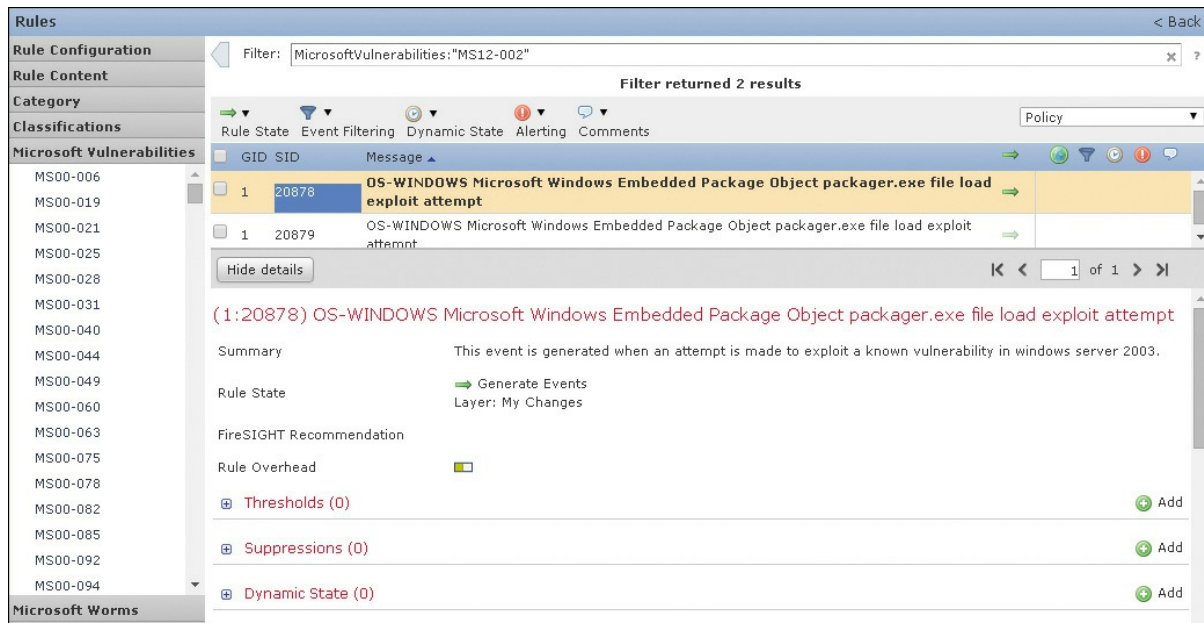 Rules
< Back
Rule Configuration
Rule Content
Category
Classifications
Microsoft Vulnerabilities
MS00-006
MS00-019
MS00-021
MS00-025
MS00-028
MS00-031
MS00-040
MS00-044
MS00-049
MS00-060
MS00-063
MS00-075
MS00-078
MS00-082
MS00-085
MS00-092
MS00-094
Microsoft Worms
Filter: MicrosoftVulnerabilities:"MS12-002" ?
Filter returned 2 results
Rule State Event Filtering Dynamic State Alerting Comments
Policy
GID SID Message
1 20878 OS-WINDOWS Microsoft Windows Embedded Package Object packager.exe file load
exploit attempt
1 20879 OS-WINDOWS Microsoft Windows Embedded Package Object packager.exe file load exploit
attempt
Hide details
1 of 1
(1:20878) OS-WINDOWS Microsoft Windows Embedded Package Object packager.exe file load exploit attempt
Summary This event is generated when an attempt is made to exploit a known vulnerability in windows server 2003.
Rule State Generate Events
Layer: My Changes
FireSIGHT Recommendation
Rule Overhead
Thresholds (0) Add
Suppressions (0) Add
Dynamic State (0) Add